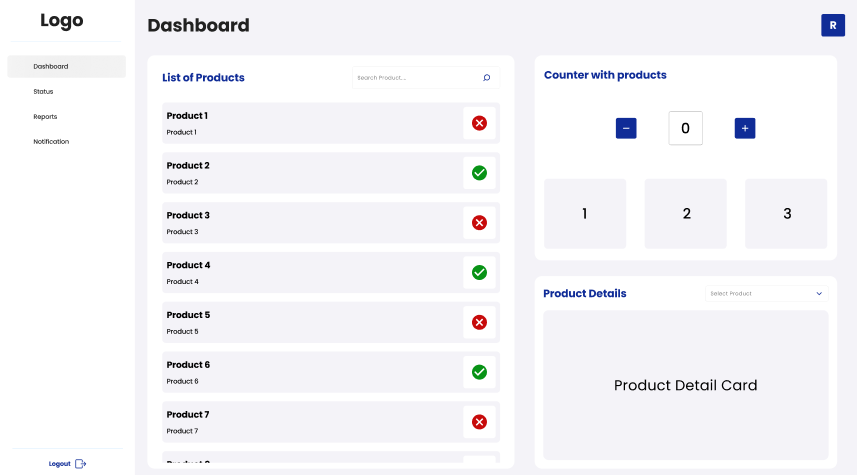 Logo
Dashboard
Status
Reports
Notification
Logout
Dashboard
R
List of Products
Search Product...
Product 1
Product 1
Product 2
Product 2
Product 3
Product 3
Product 4
Product 4
Product 5
Product 5
Product 6
Product 6
Product 7
Product 7
Counter with products
− 0 +
1 2 3
Product Details
Select Product
Product Detail Card